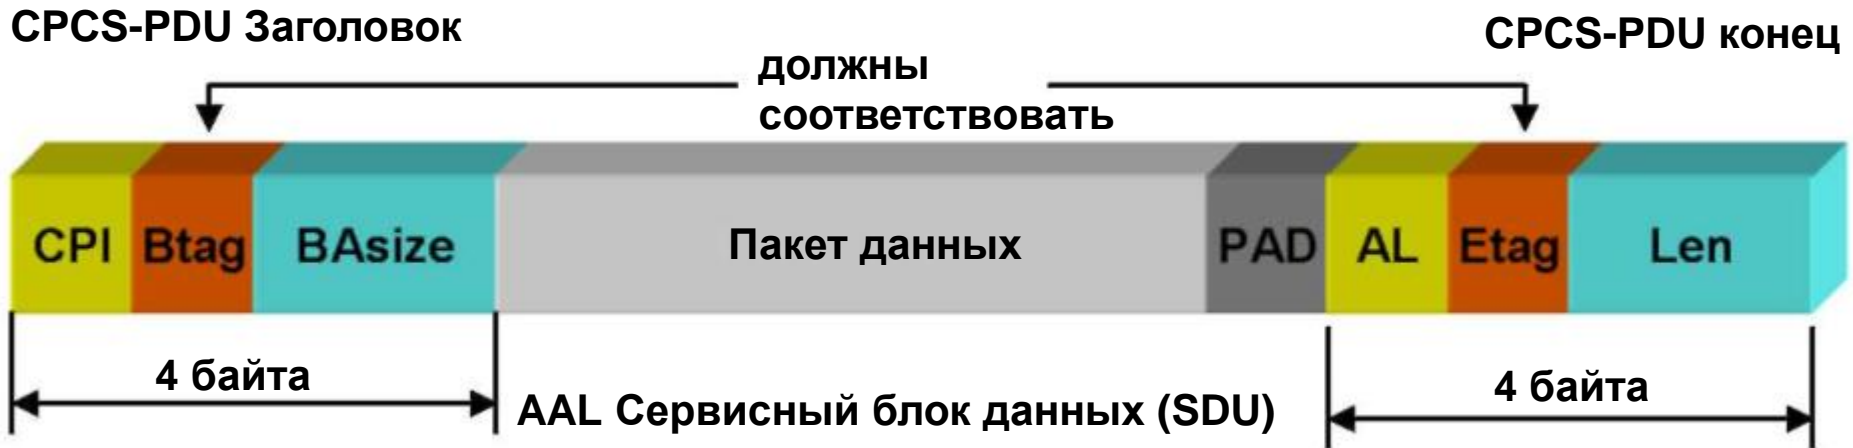 CPCS-PDU Заголовок
CPCS-PDU конец
должны
соответствовать
CPI Btag BAsize Пакет данных PAD AL Etag Len
4 байта
4 байта
AAL Сервисный блок данных (SDU)